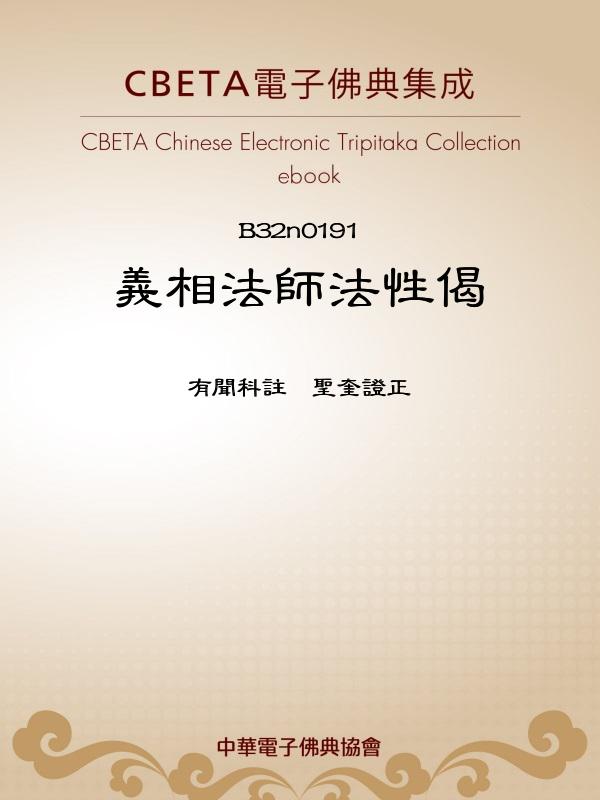 CBETA電子佛典集成
CBETA Chinese Electronic Tripitaka Collection
ebook
B32n0191
義相法師法性偈
有聞科註　聖奎證正
中華電子佛典協會